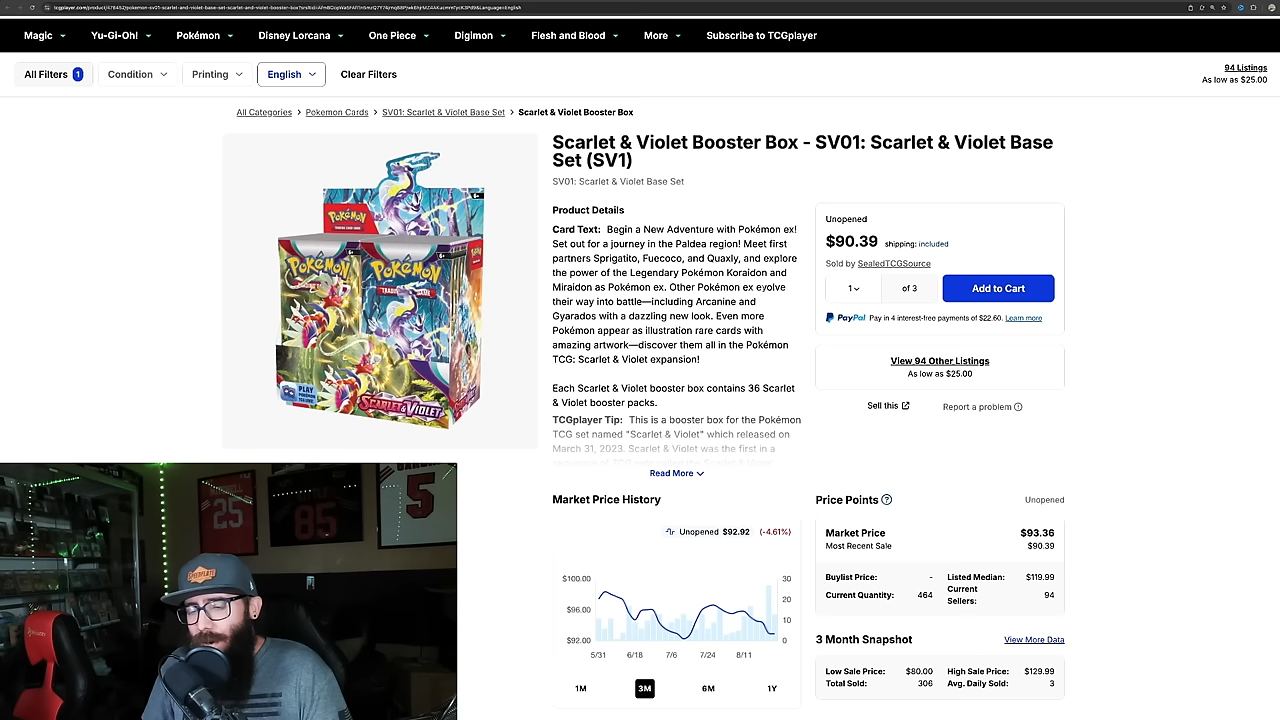 Magic
Yu-Gi-Oh!
Pokémon
Disney Lorcana
One Piece
Digimon
Flesh and Blood
More
Subscribe to TCGplayer
All Filters 1
Condition
Printing
English
Clear Filters
94 Listings
As low as $25.00
All Categories > Pokemon Cards > SV01: Scarlet & Violet Base Set > Scarlet & Violet Booster Box
Scarlet & Violet Booster Box - SV01: Scarlet & Violet Base
Set (SV1)
SV01: Scarlet & Violet Base Set
Product Details
Card Text: Begin a New Adventure with Pokémon ex!
Set out for a journey in the Paldea region! Meet first
partners Sprigatito, Fuecoco, and Quaxly, and explore
the power of the Legendary Pokémon Koraidon and
Miraidon as Pokémon ex. Other Pokémon ex evolve
their way into battle—including Arcanine and
Gyarados with a dazzling new look. Even more
Pokémon appear as illustration rare cards with
amazing artwork—discover them all in the Pokémon
TCG: Scarlet & Violet expansion!
Each Scarlet & Violet booster box contains 36 Scarlet
& Violet booster packs.
TCGplayer Tip: This is a booster box for the Pokémon
TCG set named "Scarlet & Violet" which released on
March 31, 2023. Scarlet & Violet was the first in a
Read More
Unopened
$90.39 shipping: included
Sold by SealedTCGSource
1
of 3
Add to Cart
PayPal Pay in 4 interest-free payments of $22.60. Learn more
View 94 Other Listings
As low as $25.00
Sell this
Report a problem
Market Price History
Unopened $92.92 (-4.61%)
$100.00
$96.00
$92.00
30
20
10
0
5/31
6/18
7/6
7/24
8/11
1M
3M
6M
1Y
Price Points
Unopened
Market Price $93.36
Most Recent Sale $90.39
Buylist Price: -
Current Quantity: 464
Listed Median: $119.99
Current
Sellers: 94
3 Month Snapshot
View More Data
Low Sale Price: $80.00
Total Sold: 306
High Sale Price: $129.99
Avg. Daily Sold: 3
POKÉMON
POKÉMON
POKÉMON
PLAY
SCARLET & VIOLET
25
85
5